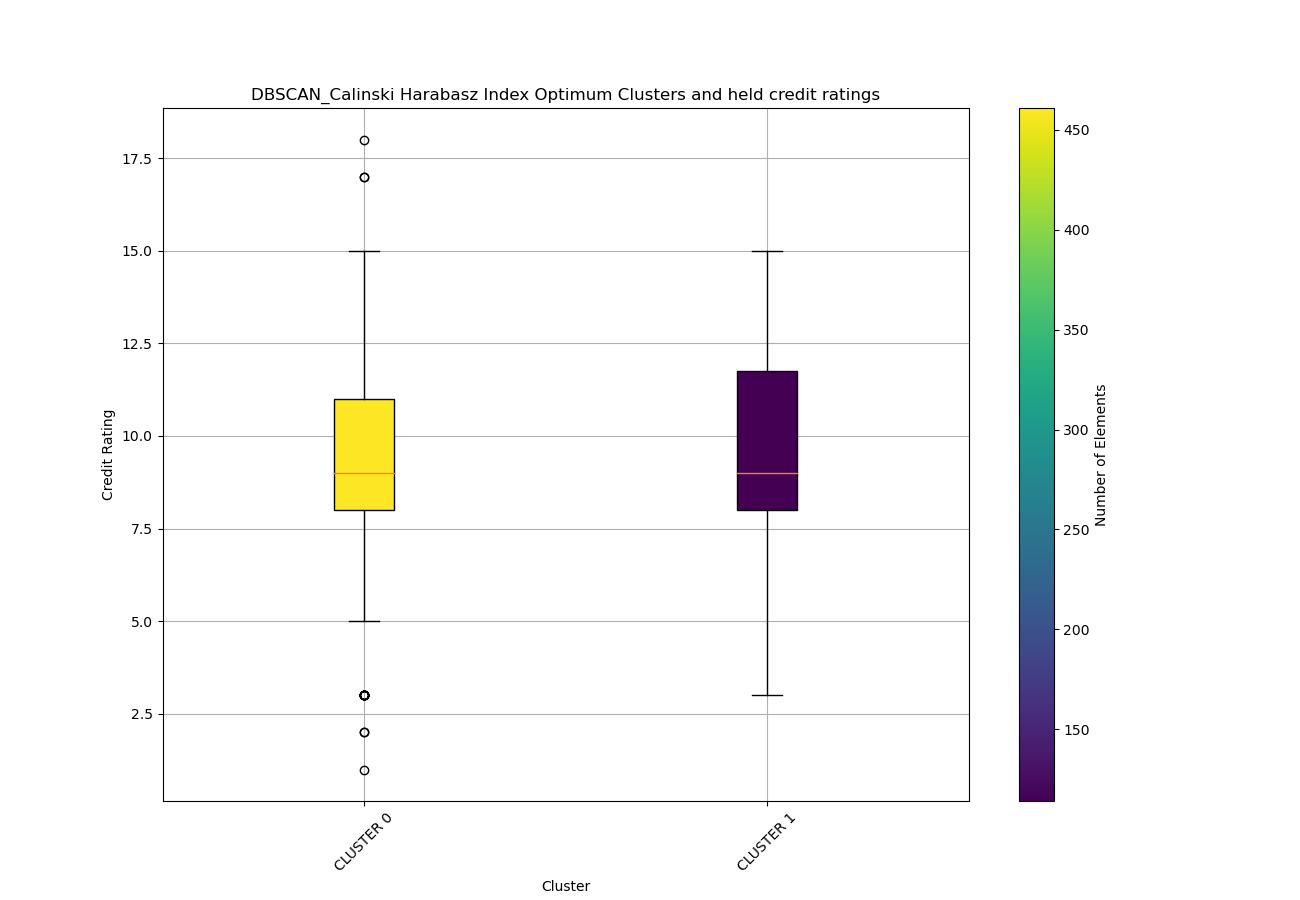 DBSCAN_Calinski Harabasz Index Optimum Clusters and held credit ratings
17.5
15.0
12.5
10.0
7.5
5.0
2.5
Credit Rating
CLUSTER 0
CLUSTER 1
Cluster
450
400
350
300
250
200
150
Number of Elements